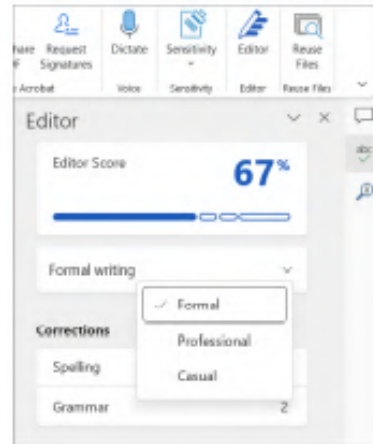 hare Request Dictate Sensitivity Editor Reuse
F Signatures Files
Acrobat Voice Sensitivity Editor Reuse Files
Editor
abc
Editor Score
67%
Formal writing
Formal
Corrections
Professional
Spelling
Casual
Grammar 2